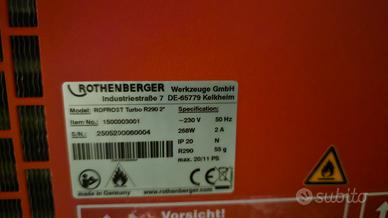 ROTHENBERGER Werkzeuge GmbH
Industriestraße 7 DE-65779 Kelkheim
Model: ROFROST Turbo R290 2" Specification:
Item No.: 1500003001 ~230 V 50 Hz
S/N.: 2505200060004 268W 2 A
IP 20 N
R290 55 g
max. 20/11 PS
made in Germany www.rothenberger.com
subito
Vorsicht!